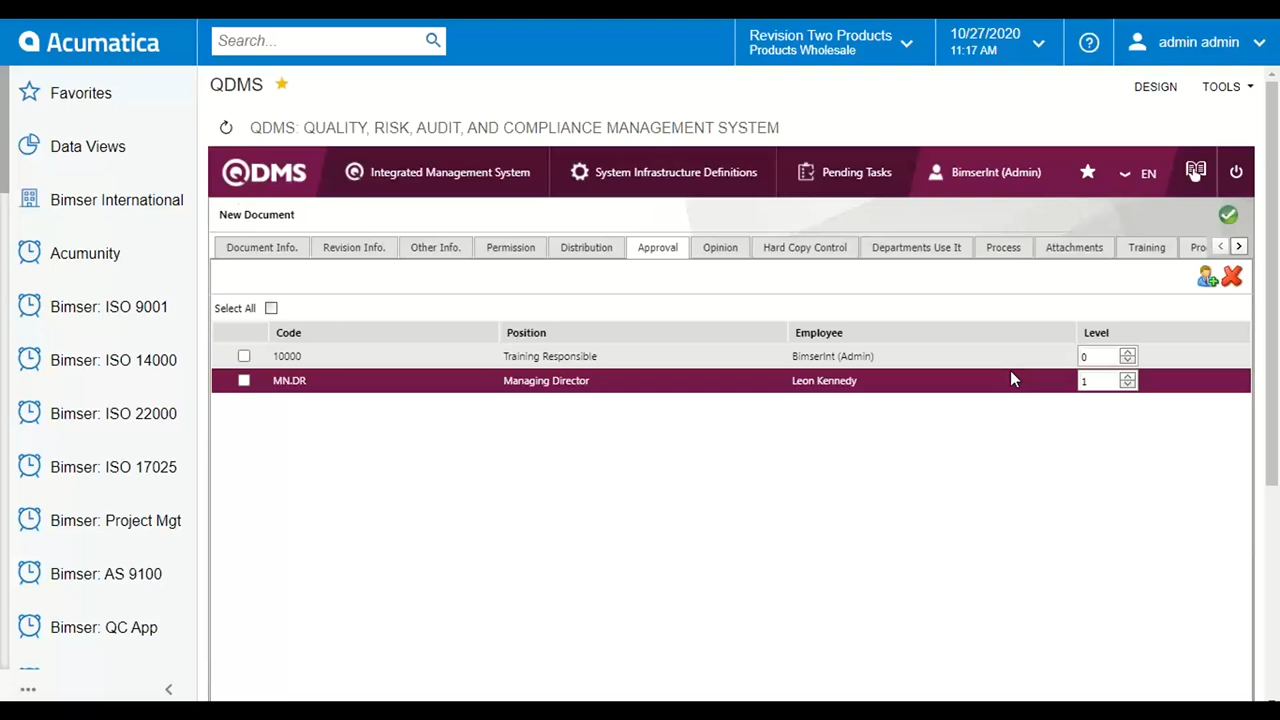 Acumatica
Search...
Revision Two Products
Products Wholesale
10/27/2020
11:17 AM
admin admin
Favorites
Data Views
Bimser International
Acumunity
Bimser: ISO 9001
Bimser: ISO 14000
Bimser: ISO 22000
Bimser: ISO 17025
Bimser: Project Mgt
Bimser: AS 9100
Bimser: QC App
QDMS
DESIGN
TOOLS
QDMS: QUALITY, RISK, AUDIT, AND COMPLIANCE MANAGEMENT SYSTEM
QDMS Integrated Management System System Infrastructure Definitions Pending Tasks BimserInt (Admin) EN
New Document
Document Info. Revision Info. Other Info. Permission Distribution Approval Opinion Hard Copy Control Departments Use It Process Attachments Training Pro
Select All
Code Position Employee Level
10000 Training Responsible BimserInt (Admin) 0
MN.DR Managing Director Leon Kennedy 1